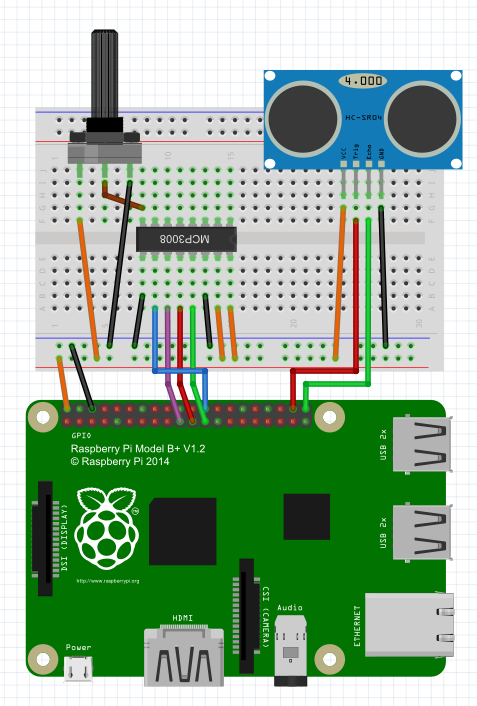 4.000
HC-SR04
VCC
Trig
Echo
GND
1
10
15
J
I
H
G
F
MCP3008
E
D
C
B
A
1
5
20
30
GPIO
Raspberry Pi Model B+ V1.2
© Raspberry Pi 2014
TM
DSI (DISPLAY)
http://www.raspberrypi.org
USB 2x
USB 2x
HDMI
CSI (CAMERA)
Audio
ETHERNET
Power